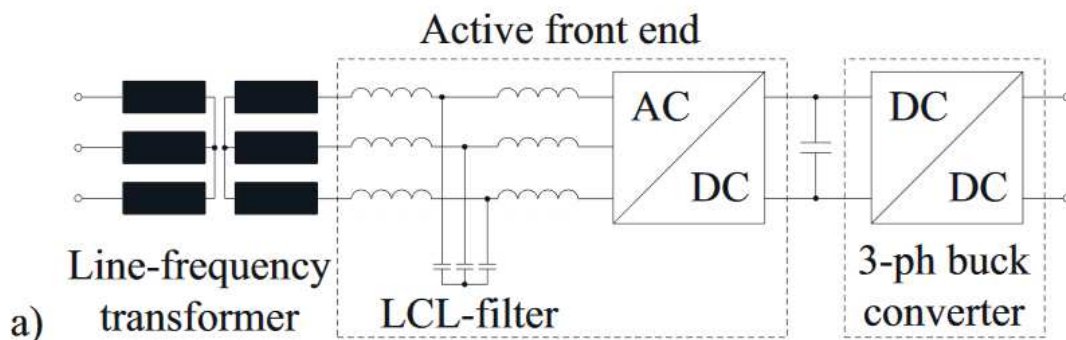 Active front end
AC
DC
DC
DC
Line-frequency
transformer
LCL-filter
3-ph buck
converter
a)